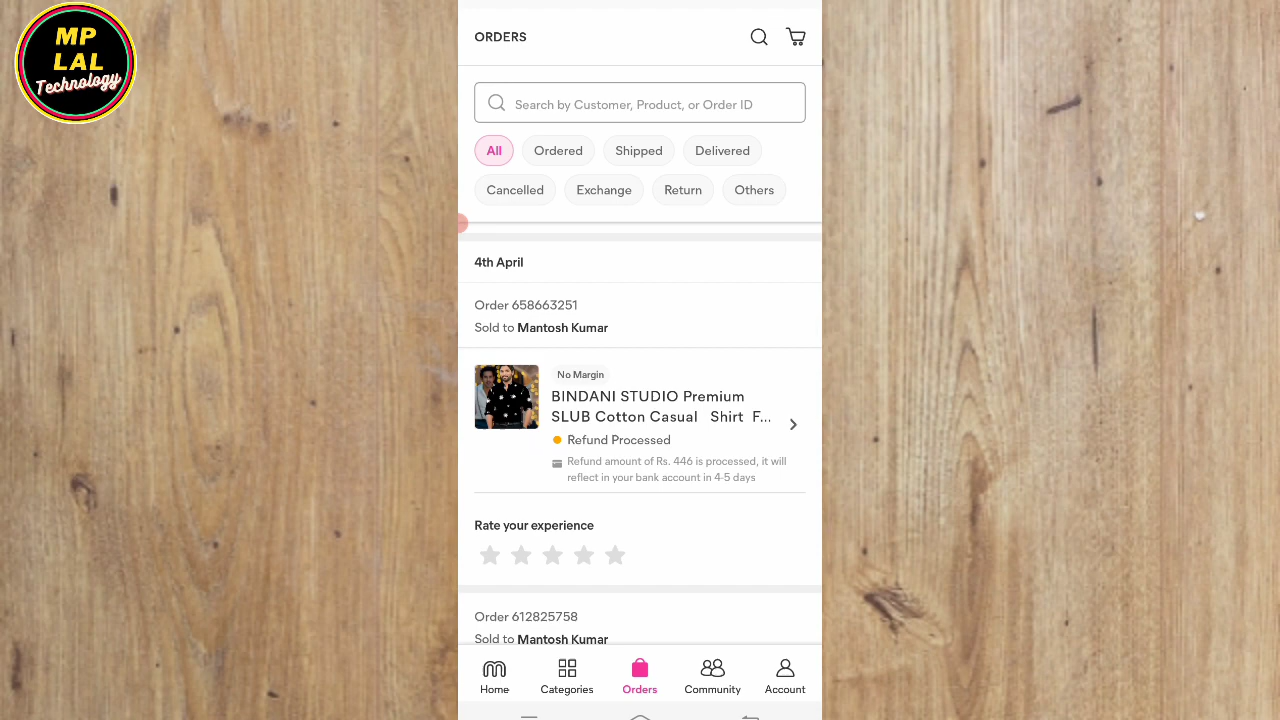 MP
LAL
Technology
ORDERS
Search by Customer, Product, or Order ID
All Ordered Shipped Delivered
Cancelled Exchange Return Others
4th April
Order 658663251
Sold to Mantosh Kumar
No Margin
BINDANI STUDIO Premium
SLUB Cotton Casual Shirt F...
Refund Processed
Refund amount of Rs. 446 is processed, it will
reflect in your bank account in 4-5 days
Rate your experience
Order 612825758
Sold to Mantosh Kumar
Home Categories Orders Community Account